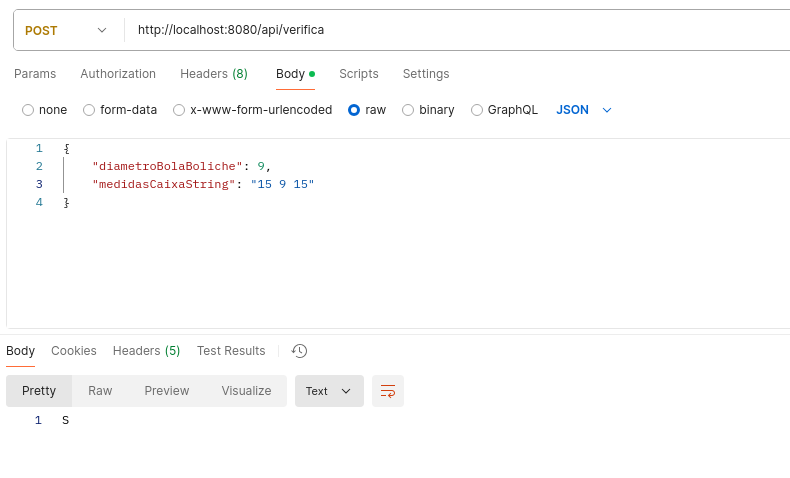 POST http://localhost:8080/api/verifica
Params Authorization Headers (8) Body Scripts Settings
none form-data x-www-form-urlencoded raw binary GraphQL JSON
1 {
2 "diametroBolaBoliche": 9,
3 "medidasCaixaString": "15 9 15"
4 }
Body Cookies Headers (5) Test Results
Pretty Raw Preview Visualize Text
1 S